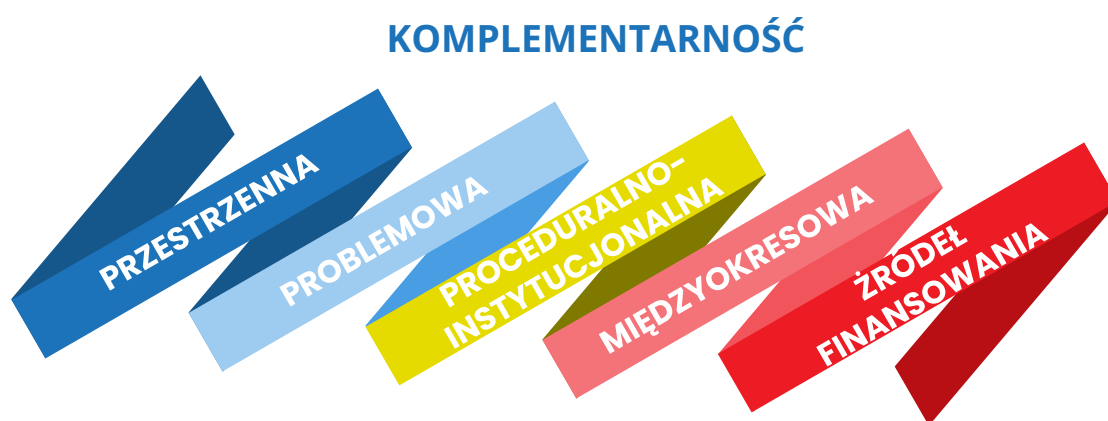 KOMPLEMENTARNOŚĆ
PRZESTRZENNA
PROBLEMOWA
PROCEDURALNO-
INSTYTUCJONALNA
MIĘDZYOKRESOWA
ŹRÓDEŁ
FINANSOWANIA